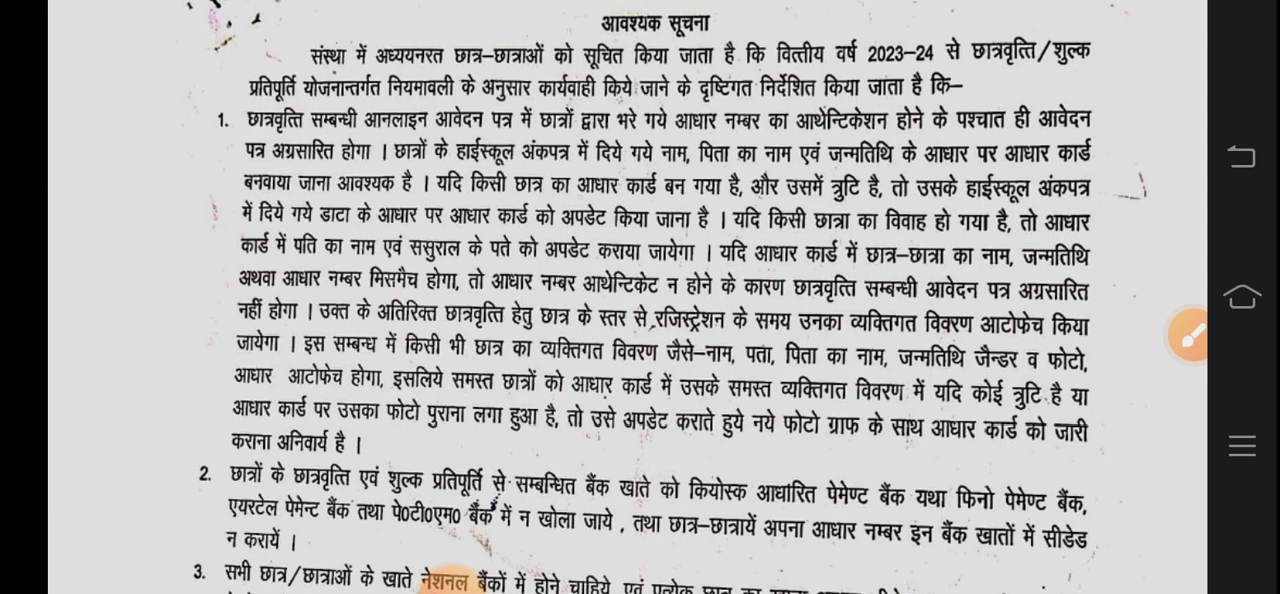 आवश्यक सूचना
संस्था में अध्ययनरत छात्र-छात्राओं को सूचित किया जाता है कि वित्तीय वर्ष 2023-24 से छात्रवृत्ति/शुल्क
प्रतिपूर्ति योजनान्तर्गत नियमावली के अनुसार कार्यवाही किये जाने के दृष्टिगत निर्देशित किया जाता है कि-
1. छात्रवृत्ति सम्बन्धी आनलाइन आवेदन पत्र में छात्रों द्वारा भरे गये आधार नम्बर का आथेन्टिकेशन होने के पश्चात ही आवेदन
पत्र अग्रसारित होगा । छात्रों के हाईस्कूल अंकपत्र में दिये गये नाम, पिता का नाम एवं जन्मतिथि के आधार पर आधार कार्ड
बनवाया जाना आवश्यक है । यदि किसी छात्र का आधार कार्ड बन गया है, और उसमें त्रुटि है, तो उसके हाईस्कूल अंकपत्र
में दिये गये डाटा के आधार पर आधार कार्ड को अपडेट किया जाना है । यदि किसी छात्रा का विवाह हो गया है, तो आधार
कार्ड में पति का नाम एवं ससुराल के पते को अपडेट कराया जायेगा । यदि आधार कार्ड में छात्र-छात्रा का नाम, जन्मतिथि
अथवा आधार नम्बर मिसमैच होगा, तो आधार नम्बर आथेन्टिकेट न होने के कारण छात्रवृत्ति सम्बन्धी आवेदन पत्र अग्रसारित
नहीं होगा । उक्त के अतिरिक्त छात्रवृत्ति हेतु छात्र के स्तर से रजिस्ट्रेशन के समय उनका व्यक्तिगत विवरण आटोफेच किया
जायेगा । इस सम्बन्ध में किसी भी छात्र का व्यक्तिगत विवरण जैसे-नाम, पता, पिता का नाम, जन्मतिथि जैन्डर व फोटो,
आधार आटोफेच होगा, इसलिये समस्त छात्रों को आधार कार्ड में उसके समस्त व्यक्तिगत विवरण में यदि कोई त्रुटि है या
आधार कार्ड पर उसका फोटो पुराना लगा हुआ है, तो उसे अपडेट कराते हुये नये फोटो ग्राफ के साथ आधार कार्ड को जारी
कराना अनिवार्य है ।
2. छात्रों के छात्रवृत्ति एवं शुल्क प्रतिपूर्ति से सम्बन्धित बैंक खाते को कियोस्क आधारित पेमेण्ट बैंक यथा फिनो पेमेण्ट बैंक,
एयरटेल पेमेन्ट बैंक तथा पे०टी०एम० बैंक में न खोला जाये , तथा छात्र-छात्रायें अपना आधार नम्बर इन बैंक खातों में सीडेड
न करायें ।
3. सभी छात्र/छात्राओं के खाते नेशनल बैंकों में होने चाहिये एवं प्रत्येक छात्र का